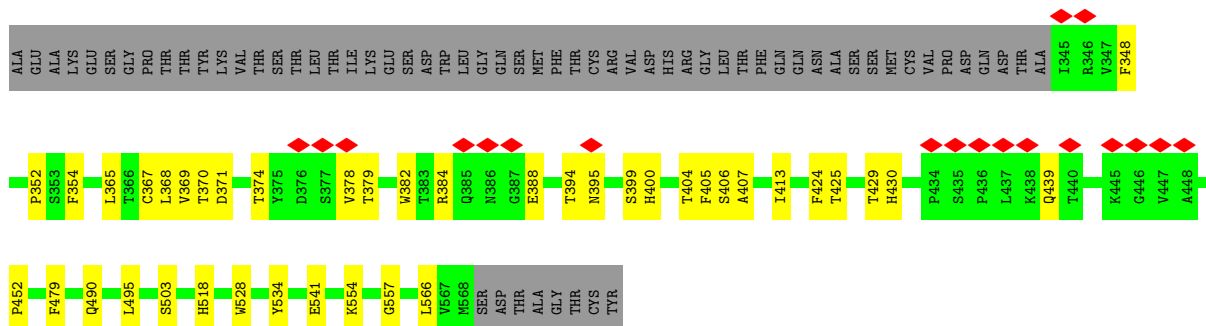 ALA GLU ALA LYS GLU SER GLY PRO THR THR TYR LYS VAL THR SER THR LEU THR ILE LYS GLU SER ASP TRP LEU GLY GLN SER MET PHE THR CYS ARG VAL ASP HIS ARG GLY LEU THR PHE GLN GLN ASN ALA SER SER MET CYS VAL PRO ASP GLN ASP THR ALA I345 R346 V347 F348
P352 S353 F354 L365 T366 C367 L368 V369 T370 D371 T374 Y375 D376 S377 V378 T379 W382 T383 R384 Q385 N386 G387 E388 T394 N395 S399 H400 T404 F405 S406 A407 I413 F424 T425 T429 H430 P434 S435 P436 L437 K438 Q439 T440 K445 G446 V447 A448
P452 F479 Q490 L495 S503 H518 W528 Y534 E541 K554 G557 L566 V567 M568 SER ASP THR ALA GLY THR CYS TYR